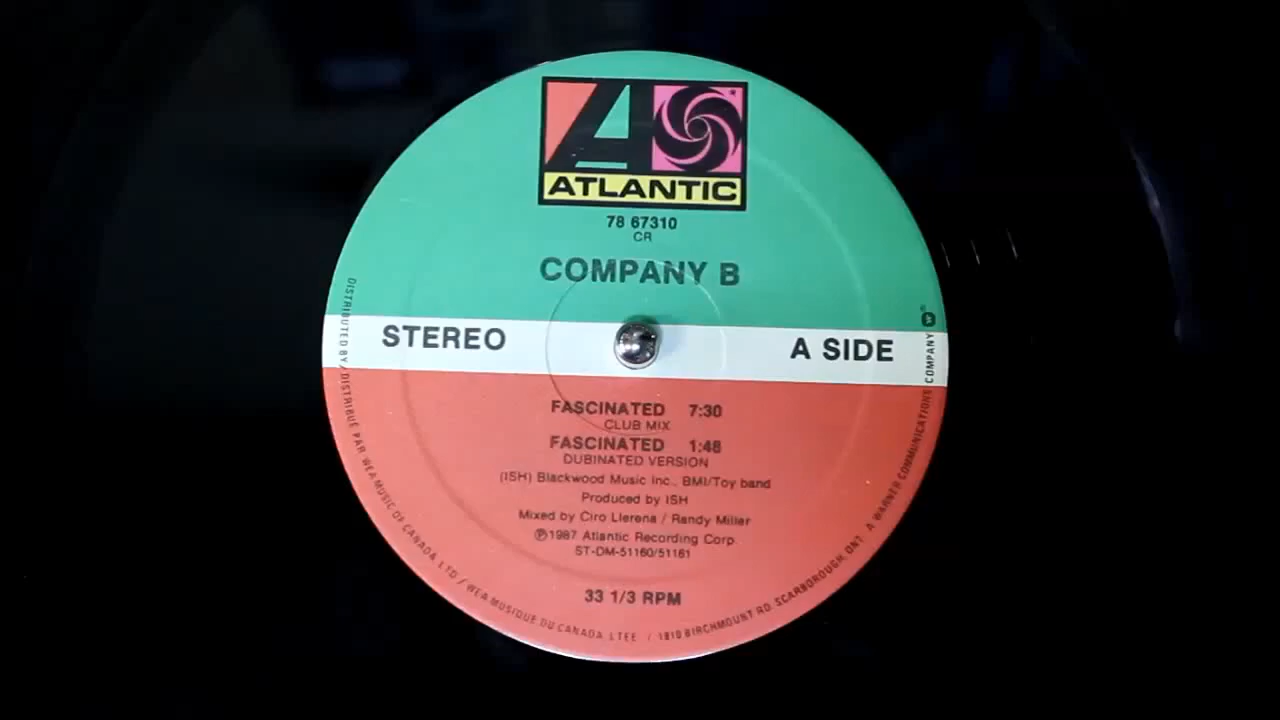 ATLANTIC
78 67310
CR
COMPANY B
STEREO
A SIDE
FASCINATED 7:30
CLUB MIX
FASCINATED 1:48
DUBINATED VERSION
(ISH) Blackwood Music Inc., BMI/Toy band
Produced by ISH
Mixed by Ciro Llerena / Randy Miller
℗1987 Atlantic Recording Corp.
ST-DM-51160/51161
33 1/3 RPM
DISTRIBUTED BY/DISTRIBUÉ PAR WEA MUSIC OF CANADA, LTD / WEA MUSIQUE DU CANADA, LTEE / 1810 BIRCHMOUNT RD. SCARBOROUGH, ONT. A WARNER COMMUNICATIONS COMPANY